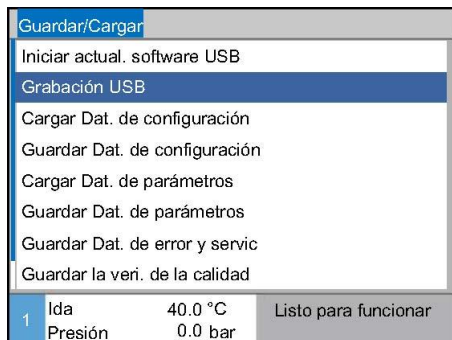 Guardar/Cargar
Iniciar actual. software USB
Grabación USB
Cargar Dat. de configuración
Guardar Dat. de configuración
Cargar Dat. de parámetros
Guardar Dat. de parámetros
Guardar Dat. de error y servic
Guardar la veri. de la calidad
1 Ida 40.0 °C Listo para funcionar
Presión 0.0 bar